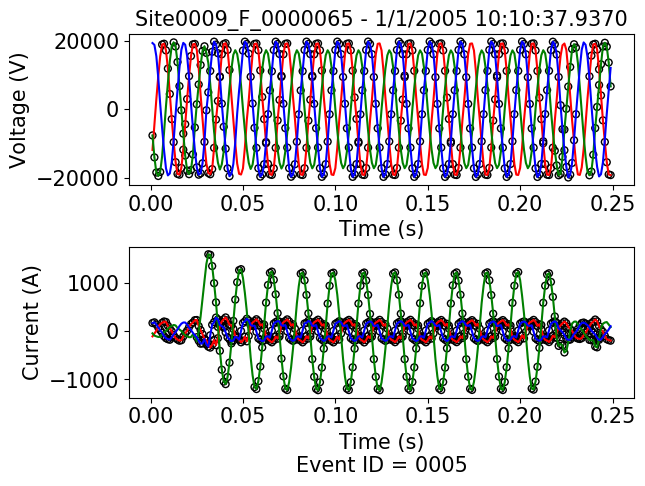 Site0009_F_0000065 - 1/1/2005 10:10:37.9370
Voltage (V)
20000
0
−20000
0.00 0.05 0.10 0.15 0.20 0.25
Time (s)
Current (A)
1000
0
−1000
0.00 0.05 0.10 0.15 0.20 0.25
Time (s)
Event ID = 0005